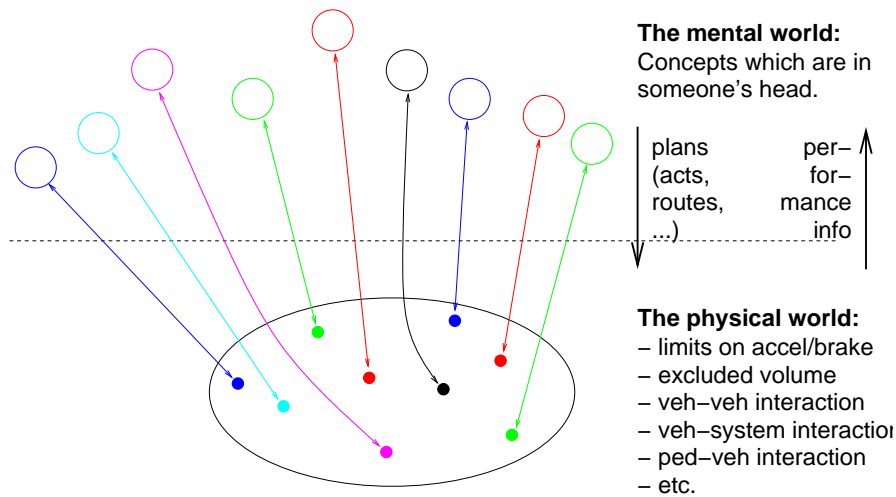 The mental world:
Concepts which are in
someone's head.
plans
(acts,
routes,
...)
per−
for−
mance
info
The physical world:
− limits on accel/brake
− excluded volume
− veh−veh interaction
− veh−system interaction
− ped−veh interaction
− etc.